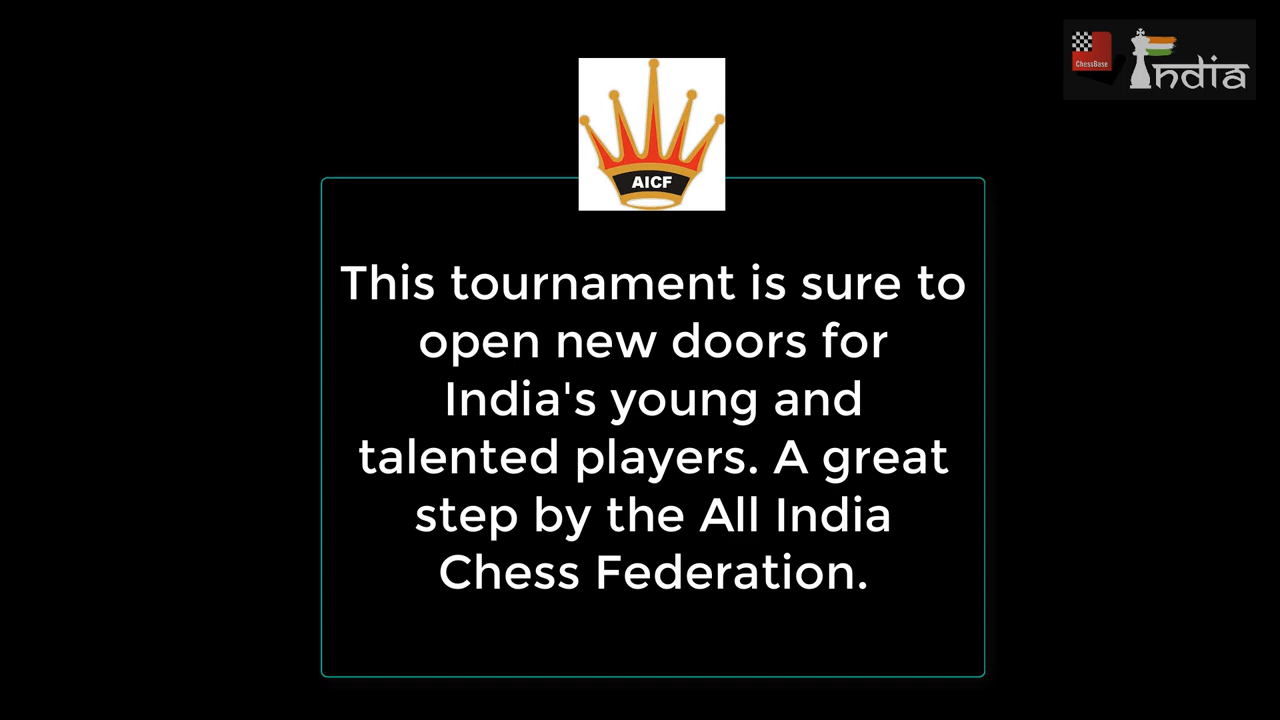 ChessBase
India
AICF
This tournament is sure to
open new doors for
India's young and
talented players. A great
step by the All India
Chess Federation.